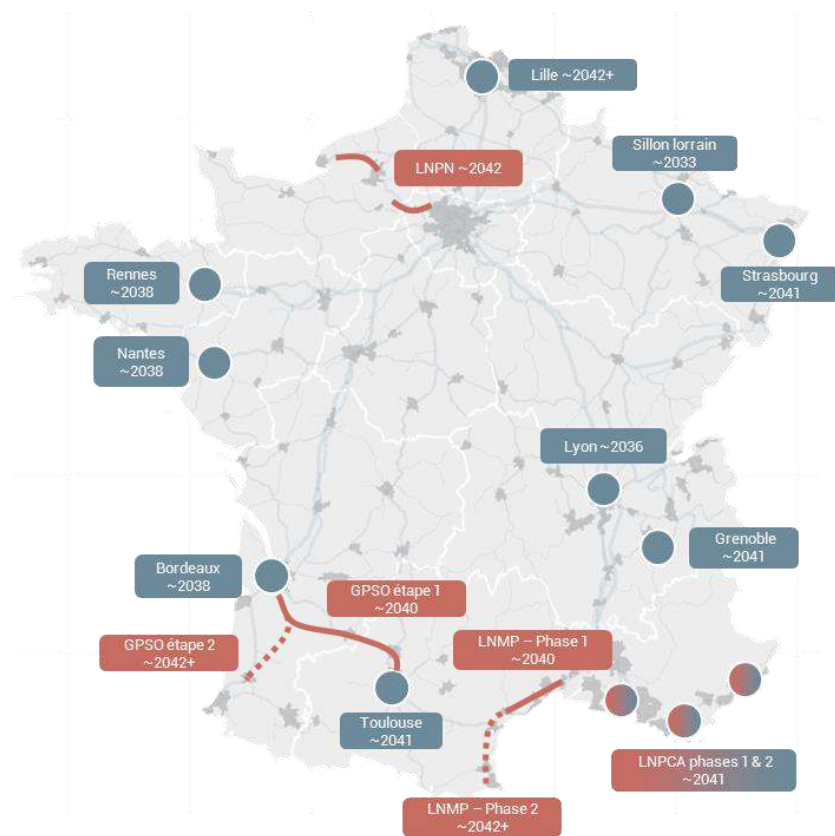 Lille ~2042+
Sillon lorrain
~2033
LNPN ~2042
Strasbourg
~2041
Rennes
~2038
Nantes
~2038
Lyon ~2036
Grenoble
~2041
Bordeaux
~2038
GPSO étape 1
~2040
GPSO étape 2
~2042+
LNMP – Phase 1
~2040
Toulouse
~2041
LNPCA phases 1 & 2
~2041
LNMP – Phase 2
~2042+